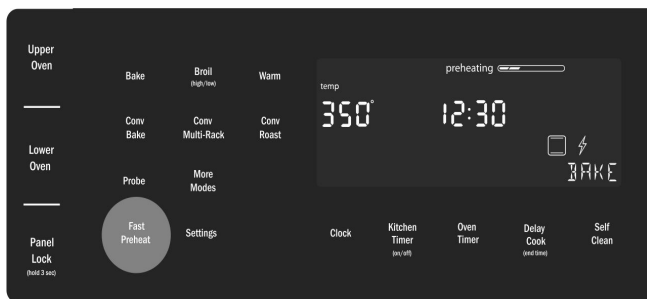 Upper
Oven
Lower
Oven
Panel
Lock
(hold 3 sec)
Bake
Broil
(high/low)
Warm
Conv
Bake
Conv
Multi-Rack
Conv
Roast
Probe
More
Modes
Fast
Preheat
Settings
preheating
temp
350°
12:30
BAKE
Clock
Kitchen
Timer
(on/off)
Oven
Timer
Delay
Cook
(end time)
Self
Clean